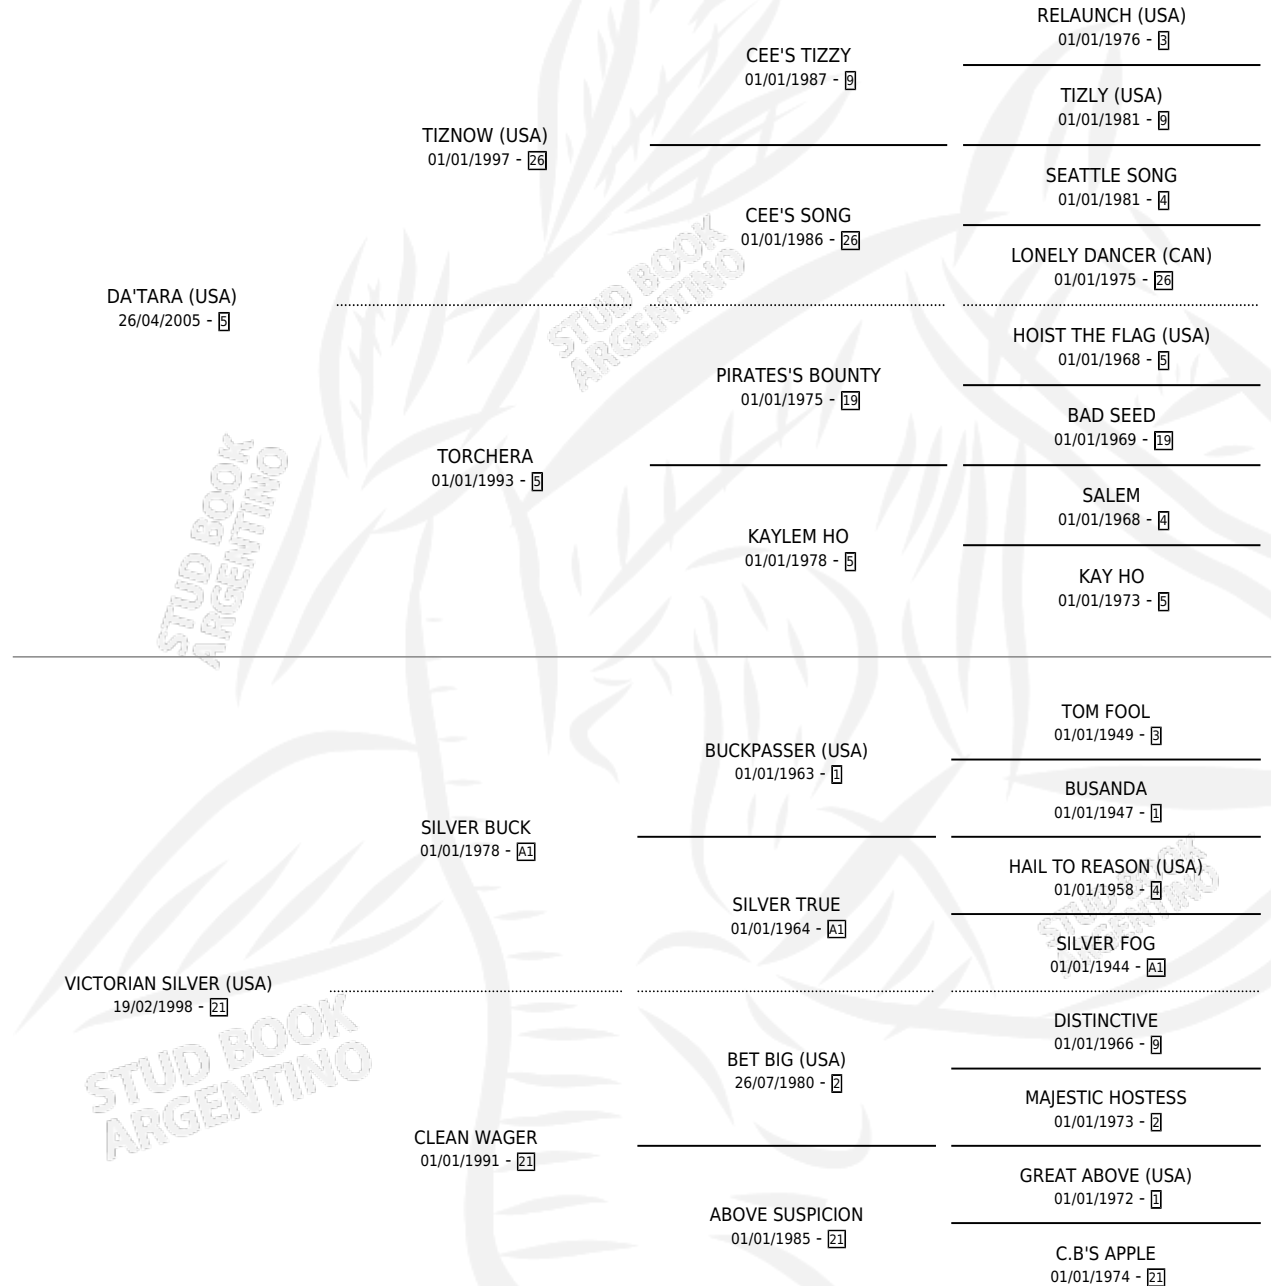 RELAUNCH (USA)
01/01/1976 - 3
CEE'S TIZZY
01/01/1987 - 9
TIZLY (USA)
01/01/1981 - 9
TIZNOW (USA)
01/01/1997 - 26
SEATTLE SONG
01/01/1981 - 4
CEE'S SONG
01/01/1986 - 26
LONELY DANCER (CAN)
01/01/1975 - 26
DA'TARA (USA)
26/04/2005 - 5
HOIST THE FLAG (USA)
01/01/1968 - 5
PIRATES'S BOUNTY
01/01/1975 - 19
BAD SEED
01/01/1969 - 19
TORCHERA
01/01/1993 - 5
SALEM
01/01/1968 - 4
KAYLEM HO
01/01/1978 - 5
KAY HO
01/01/1973 - 5
TOM FOOL
01/01/1949 - 3
BUCKPASSER (USA)
01/01/1963 - 1
BUSANDA
01/01/1947 - 1
SILVER BUCK
01/01/1978 - A1
HAIL TO REASON (USA)
01/01/1958 - 4
SILVER TRUE
01/01/1964 - A1
SILVER FOG
01/01/1944 - A1
VICTORIAN SILVER (USA)
19/02/1998 - 21
DISTINCTIVE
01/01/1966 - 9
BET BIG (USA)
26/07/1980 - 2
MAJESTIC HOSTESS
01/01/1973 - 2
CLEAN WAGER
01/01/1991 - 21
GREAT ABOVE (USA)
01/01/1972 - 1
ABOVE SUSPICION
01/01/1985 - 21
C.B'S APPLE
01/01/1974 - 21
STUD BOOK
ARGENTINO
STUD BOOK
ARGENTINO
STUD BOOK
ARGENTINO
STUD BOOK
ARGENTINO